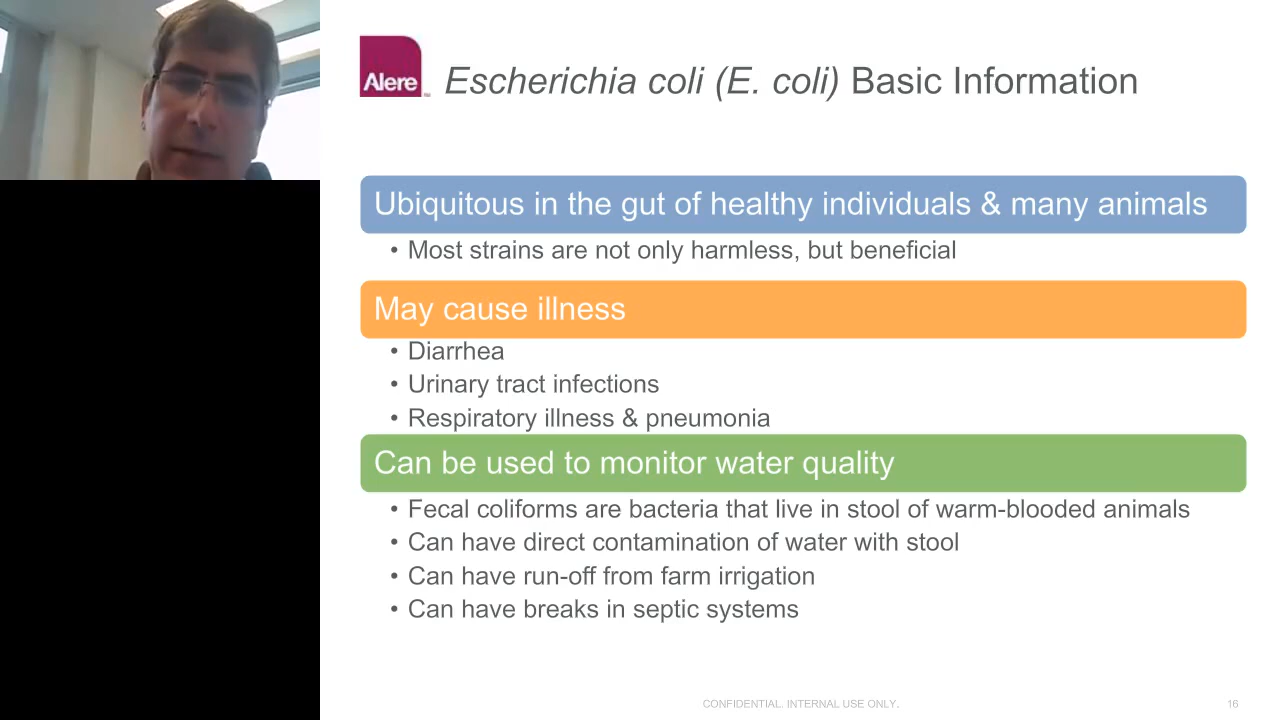 Alere
Escherichia coli (E. coli) Basic Information
Ubiquitous in the gut of healthy individuals & many animals
• Most strains are not only harmless, but beneficial
May cause illness
• Diarrhea
• Urinary tract infections
• Respiratory illness & pneumonia
Can be used to monitor water quality
• Fecal coliforms are bacteria that live in stool of warm-blooded animals
• Can have direct contamination of water with stool
• Can have run-off from farm irrigation
• Can have breaks in septic systems
CONFIDENTIAL. INTERNAL USE ONLY.
16